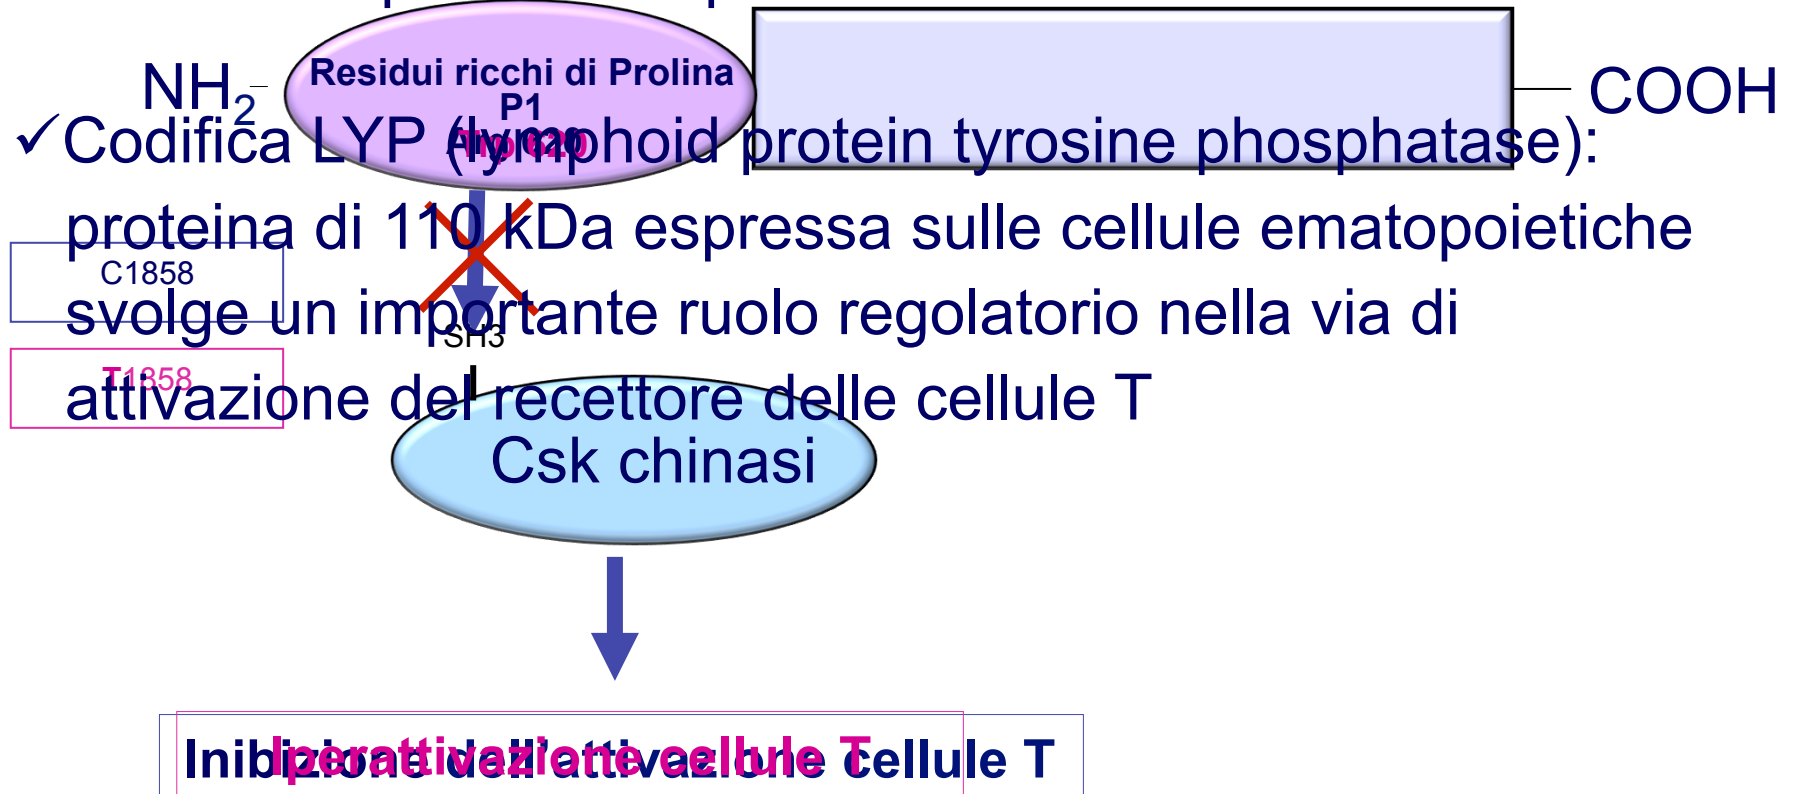 NH2
Residui ricchi di Prolina
P1
COOH
✓Codifica LYP (lymphoid protein tyrosine phosphatase):
proteina di 110 KDa espressa sulle cellule ematopoietiche
C1858
svolge un importante ruolo regolatorio nella via di
SH3
T1858
attivazione del recettore delle cellule T
Csk chinasi
Inibizione dell'attivazione cellule T
Iperattivazione cellule T